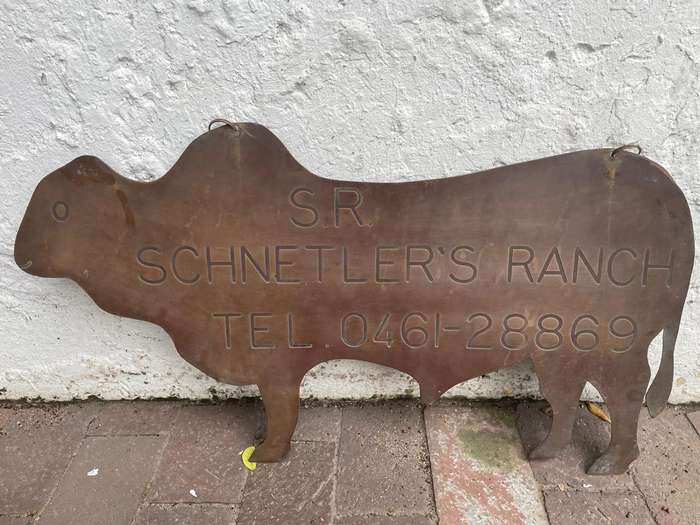 S.R.
SCHNETLER'S RANCH
TEL. 0461-28869